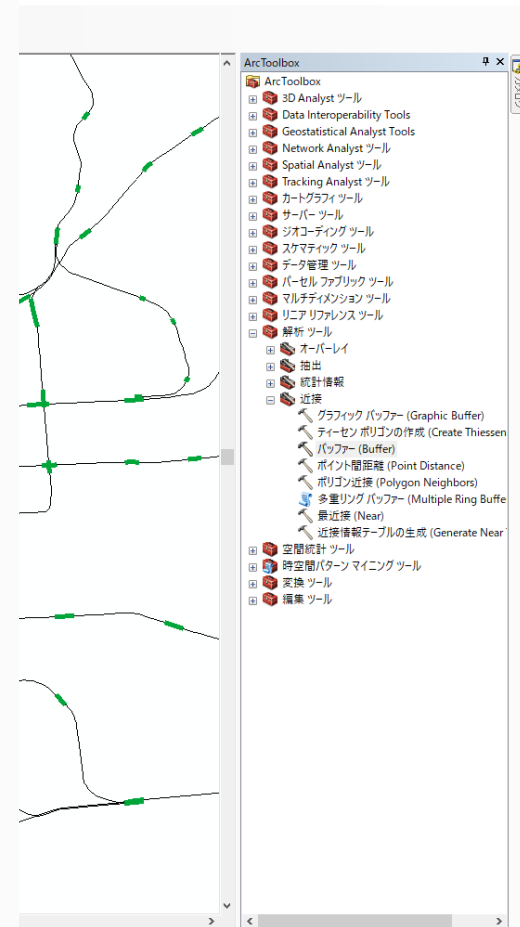 ArcToolbox
カタログ
ArcToolbox
3D Analyst ツール
Data Interoperability Tools
Geostatistical Analyst Tools
Network Analyst ツール
Spatial Analyst ツール
Tracking Analyst ツール
カートグラフィ ツール
サーバー ツール
ジオコーディング ツール
スケマティック ツール
データ管理 ツール
パーセル ファブリック ツール
マルチディメンション ツール
リニア リファレンス ツール
解析 ツール
オーバーレイ
抽出
統計情報
近接
グラフィック バッファー (Graphic Buffer)
ティーセン ポリゴンの作成 (Create Thiessen
バッファー (Buffer)
ポイント間距離 (Point Distance)
ポリゴン近接 (Polygon Neighbors)
多重リング バッファー (Multiple Ring Buffe
最近接 (Near)
近接情報テーブルの生成 (Generate Near
空間統計 ツール
時空間パターン マイニング ツール
変換 ツール
編集 ツール